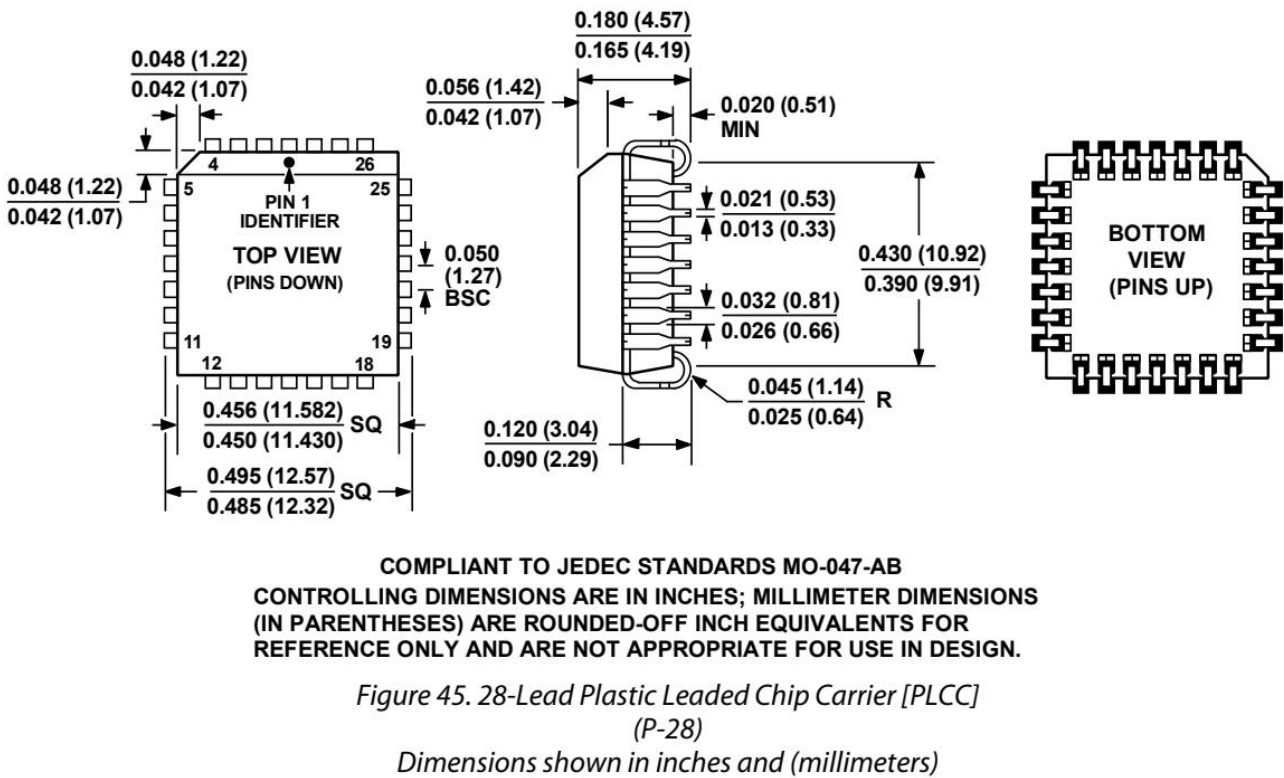 0.180 (4.57)
0.165 (4.19)
0.048 (1.22)
0.042 (1.07)
0.056 (1.42)
0.042 (1.07)
0.020 (0.51)
MIN
0.048 (1.22)
0.042 (1.07)
4
26
5
25
PIN 1
IDENTIFIER
TOP VIEW
(PINS DOWN)
0.050
(1.27)
BSC
11
19
12
18
0.021 (0.53)
0.013 (0.33)
0.430 (10.92)
0.390 (9.91)
0.032 (0.81)
0.026 (0.66)
BOTTOM
VIEW
(PINS UP)
0.456 (11.582)
0.450 (11.430)
SQ
0.495 (12.57)
0.485 (12.32)
SQ
0.045 (1.14)
0.025 (0.64)
R
0.120 (3.04)
0.090 (2.29)
COMPLIANT TO JEDEC STANDARDS MO-047-AB
CONTROLLING DIMENSIONS ARE IN INCHES; MILLIMETER DIMENSIONS
(IN PARENTHESES) ARE ROUNDED-OFF INCH EQUIVALENTS FOR
REFERENCE ONLY AND ARE NOT APPROPRIATE FOR USE IN DESIGN.
Figure 45. 28-Lead Plastic Leaded Chip Carrier [PLCC]
(P-28)
Dimensions shown in inches and (millimeters)